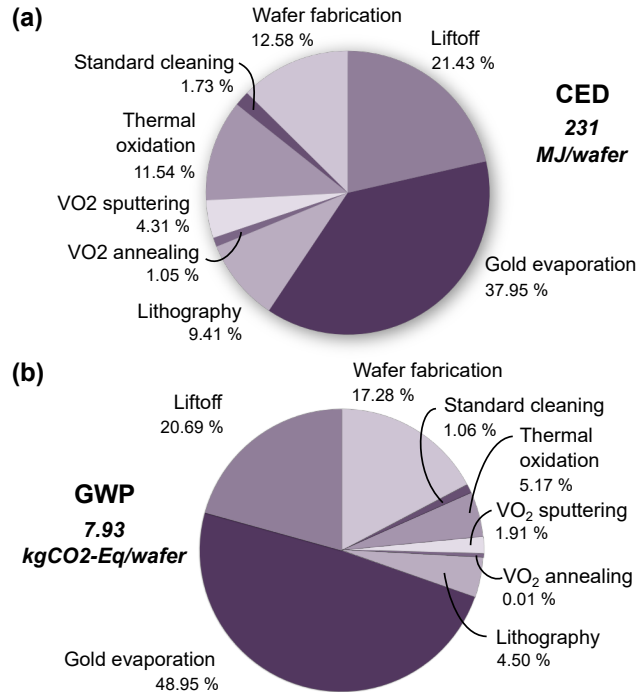 (a)
Wafer fabrication
12.58 %
Liftoff
21.43 %
Standard cleaning
1.73 %
CED
231
MJ/wafer
Thermal
oxidation
11.54 %
VO2 sputtering
4.31 %
VO2 annealing
1.05 %
Gold evaporation
37.95 %
Lithography
9.41 %
(b)
Wafer fabrication
17.28 %
Liftoff
20.69 %
Standard cleaning
1.06 %
Thermal
oxidation
5.17 %
GWP
7.93
kgCO2-Eq/wafer
VO₂ sputtering
1.91 %
VO₂ annealing
0.01 %
Lithography
4.50 %
Gold evaporation
48.95 %